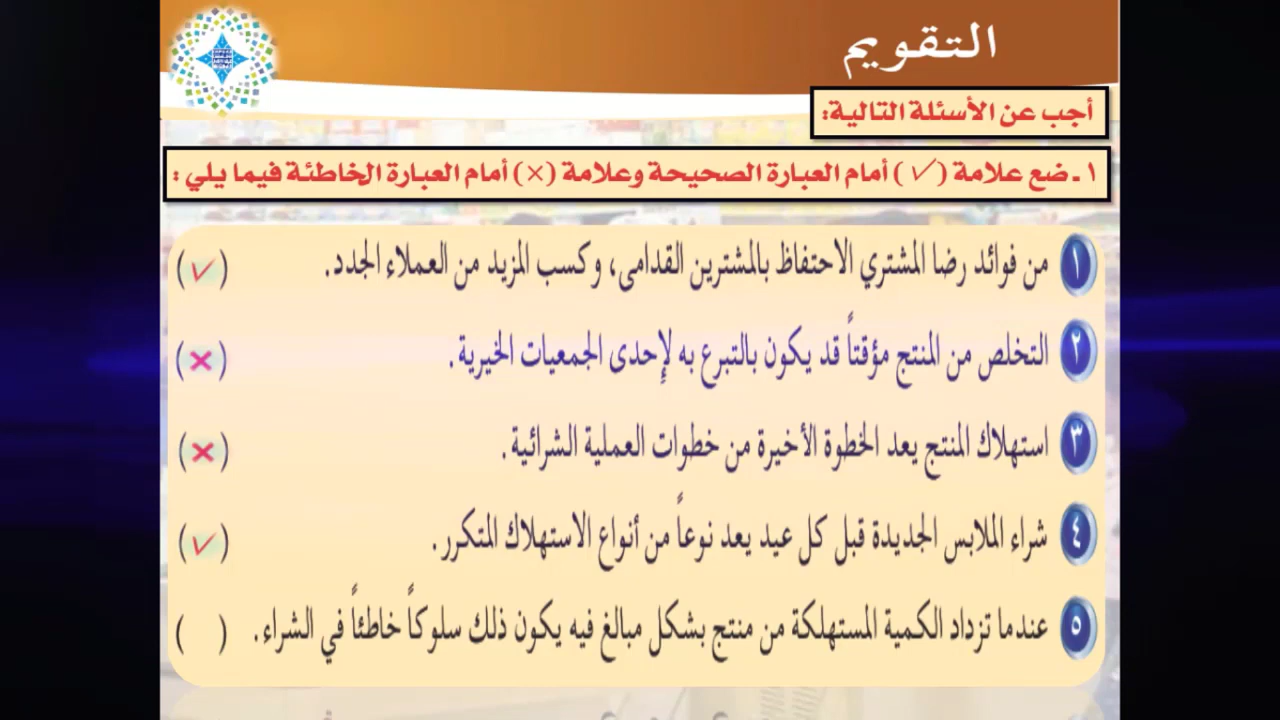 التقويم
أجب عن الأسئلة التالية:
١ ـ ضع علامة (✓) أمام العبارة الصحيحة وعلامة (×) أمام العبارة الخاطئة فيما يلي :
١ من فوائد رضا المشتري الاحتفاظ بالمشترين القدامى، وكسب المزيد من العملاء الجدد. (✓)
٢ التخلص من المنتج مؤقتاً قد يكون بالتبرع به لإحدى الجمعيات الخيرية. (×)
٣ استهلاك المنتج يعد الخطوة الأخيرة من خطوات العملية الشرائية. (×)
٤ شراء الملابس الجديدة قبل كل عيد يعد نوعاً من أنواع الاستهلاك المتكرر. (✓)
٥ عندما تزداد الكمية المستهلكة من منتج بشكل مبالغ فيه يكون ذلك سلوكاً خاطئاً في الشراء. ( )